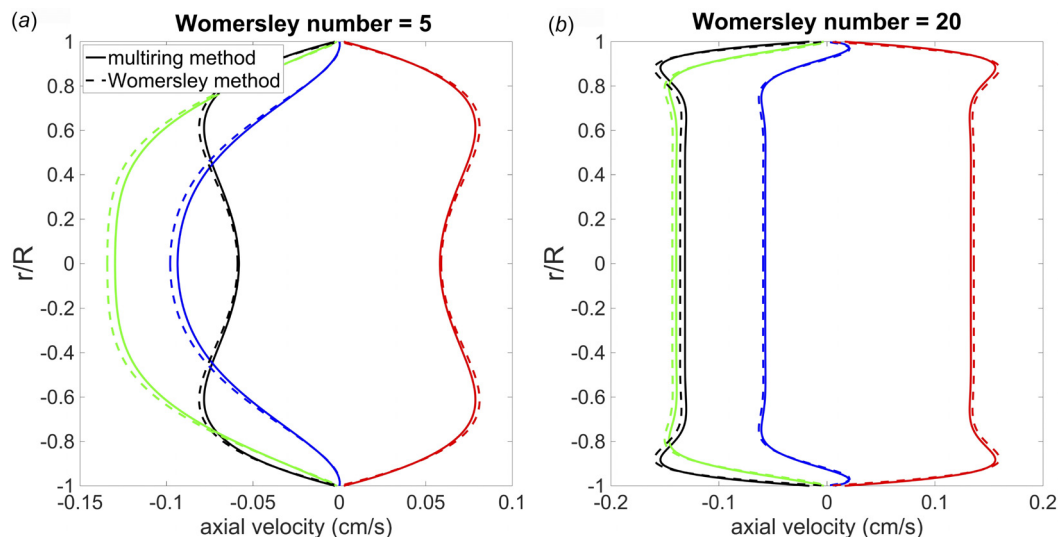 (a)
Womersley number = 5
multiring method
Womersley method
1
0.8
0.6
0.4
0.2
0
-0.2
-0.4
-0.6
-0.8
-1
r/R
-0.15 -0.1 -0.05 0 0.05 0.1
axial velocity (cm/s)
(b)
Womersley number = 20
1
0.8
0.6
0.4
0.2
0
-0.2
-0.4
-0.6
-0.8
-1
r/R
-0.2 -0.1 0 0.1 0.2
axial velocity (cm/s)